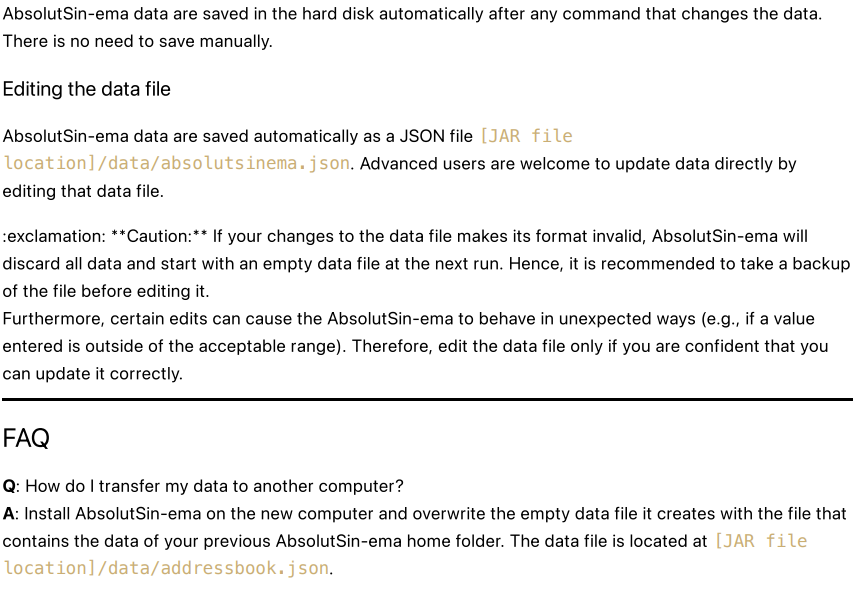 AbsolutSin-ema data are saved in the hard disk automatically after any command that changes the data.
There is no need to save manually.
Editing the data file
AbsolutSin-ema data are saved automatically as a JSON file [JAR file
location]/data/absolutsinema.json. Advanced users are welcome to update data directly by
editing that data file.
:exclamation: **Caution:** If your changes to the data file makes its format invalid, AbsolutSin-ema will
discard all data and start with an empty data file at the next run. Hence, it is recommended to take a backup
of the file before editing it.
Furthermore, certain edits can cause the AbsolutSin-ema to behave in unexpected ways (e.g., if a value
entered is outside of the acceptable range). Therefore, edit the data file only if you are confident that you
can update it correctly.
FAQ
Q: How do I transfer my data to another computer?
A: Install AbsolutSin-ema on the new computer and overwrite the empty data file it creates with the file that
contains the data of your previous AbsolutSin-ema home folder. The data file is located at [JAR file
location]/data/addressbook.json.